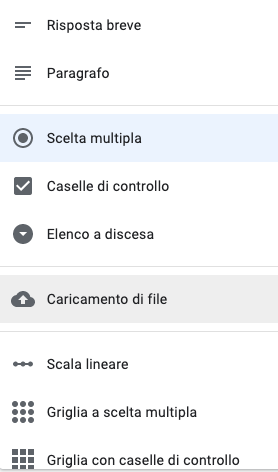 Risposta breve
Paragrafo
Scelta multipla
Caselle di controllo
Elenco a discesa
Caricamento di file
Scala lineare
Griglia a scelta multipla
Griglia con caselle di controllo